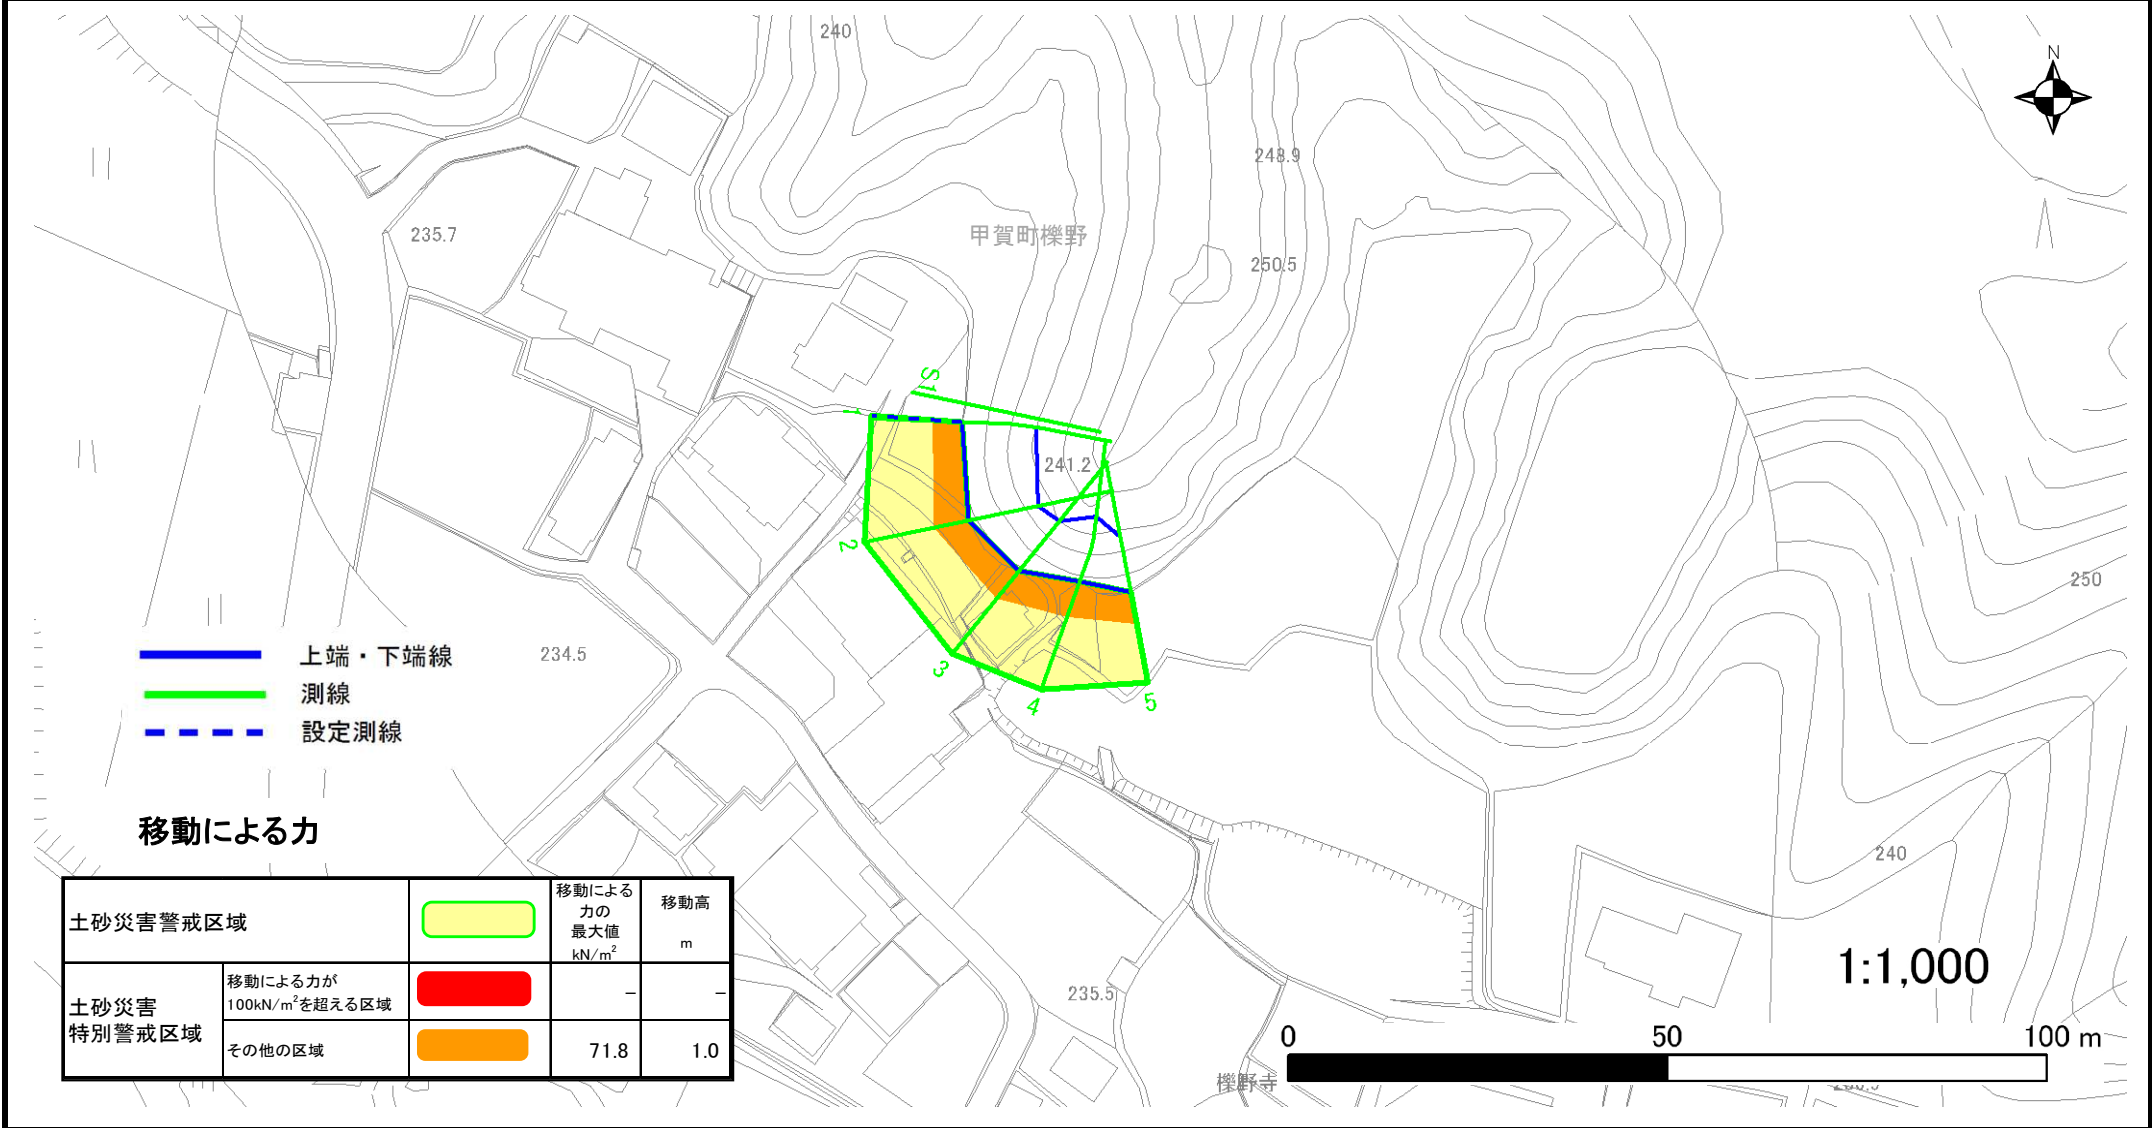 240
N
248.9
235.7
甲賀町櫟野
250.5
S1
1
241.2
2
250
上端・下端線
234.5
3
測線
4
5
設定測線
移動による力
240
土砂災害警戒区域
移動による
力の
最大値
kN/m²
移動高
m
土砂災害
特別警戒区域
移動による力が
100kN/m²を超える区域
–
–
その他の区域
71.8
1.0
1:1,000
235.5
0
50
100 m
櫟野寺